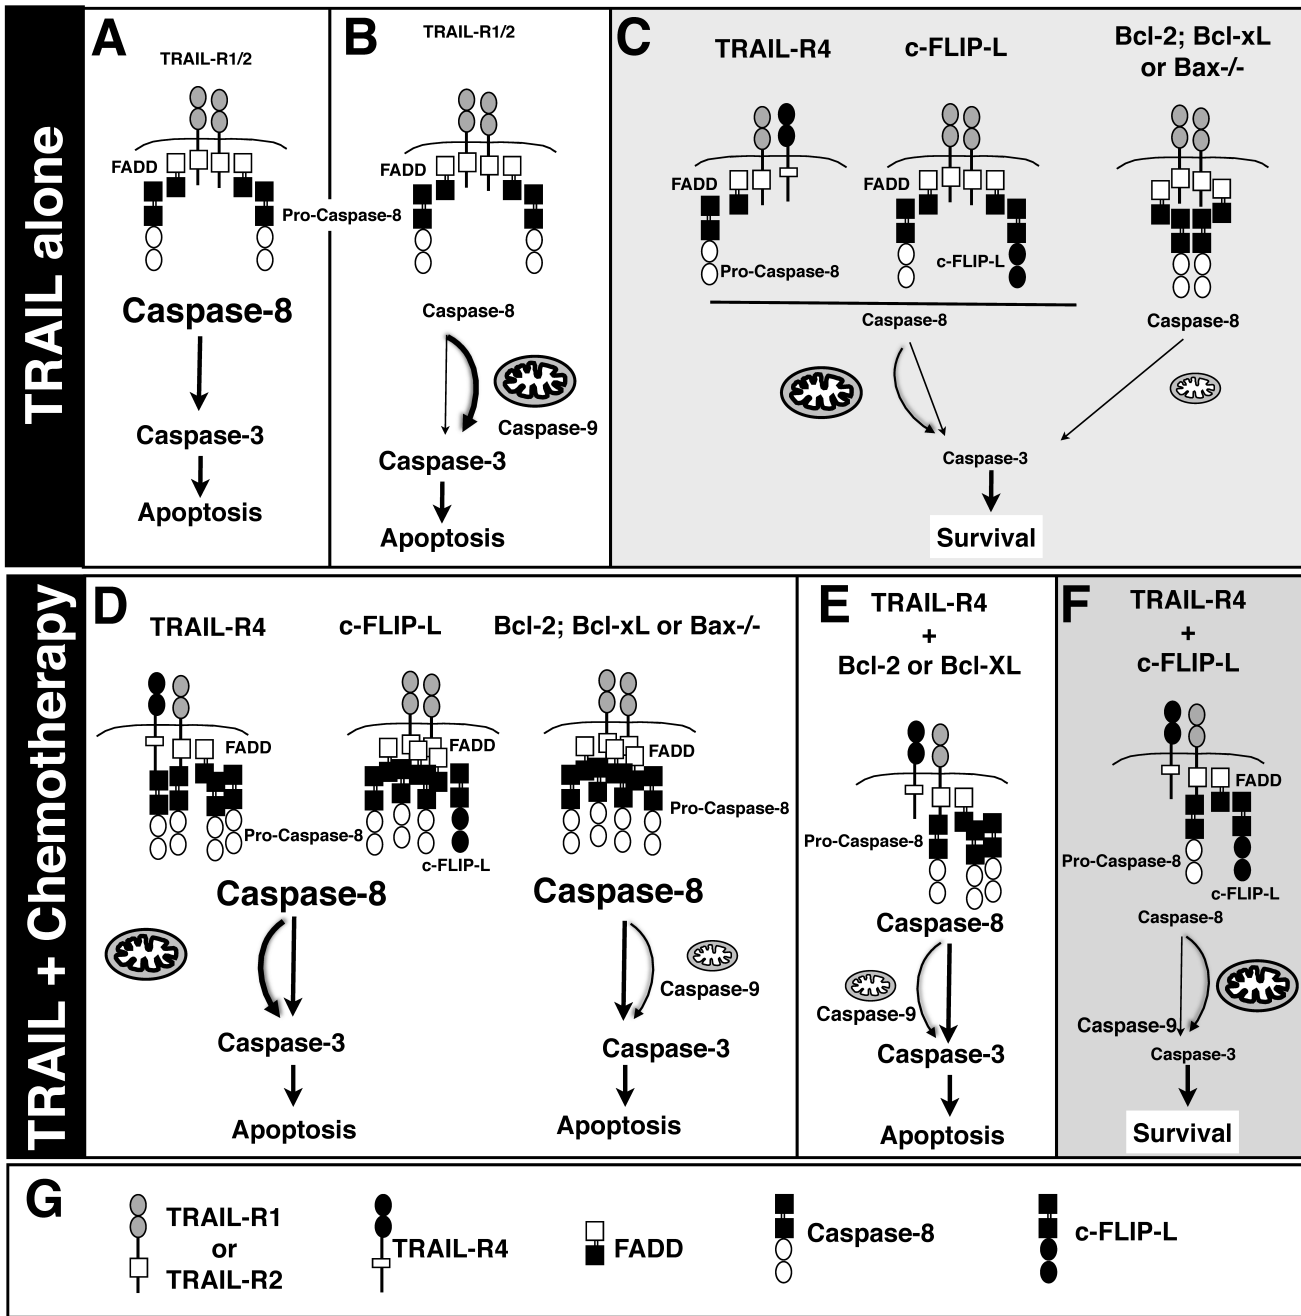 TRAIL alone
A
TRAIL-R1/2
FADD
Pro-Caspase-8
Caspase-8
Caspase-3
Apoptosis
B
TRAIL-R1/2
FADD
Caspase-8
Caspase-9
Caspase-3
Apoptosis
C
TRAIL-R4
c-FLIP-L
Bcl-2; Bcl-xL
or Bax-/-
FADD
FADD
Pro-Caspase-8
c-FLIP-L
Caspase-8
Caspase-8
Caspase-3
Survival
TRAIL + Chemotherapy
D
TRAIL-R4
c-FLIP-L
Bcl-2; Bcl-xL or Bax-/-
FADD
FADD
FADD
Pro-Caspase-8
Pro-Caspase-8
c-FLIP-L
Caspase-8
Caspase-8
Caspase-9
Caspase-3
Caspase-3
Apoptosis
Apoptosis
E
TRAIL-R4
+
Bcl-2 or Bcl-XL
Pro-Caspase-8
Caspase-8
Caspase-9
Caspase-3
Apoptosis
F
TRAIL-R4
+
c-FLIP-L
FADD
Pro-Caspase-8
c-FLIP-L
Caspase-8
Caspase-9
Caspase-3
Survival
G
TRAIL-R1
or
TRAIL-R2
TRAIL-R4
FADD
Caspase-8
c-FLIP-L